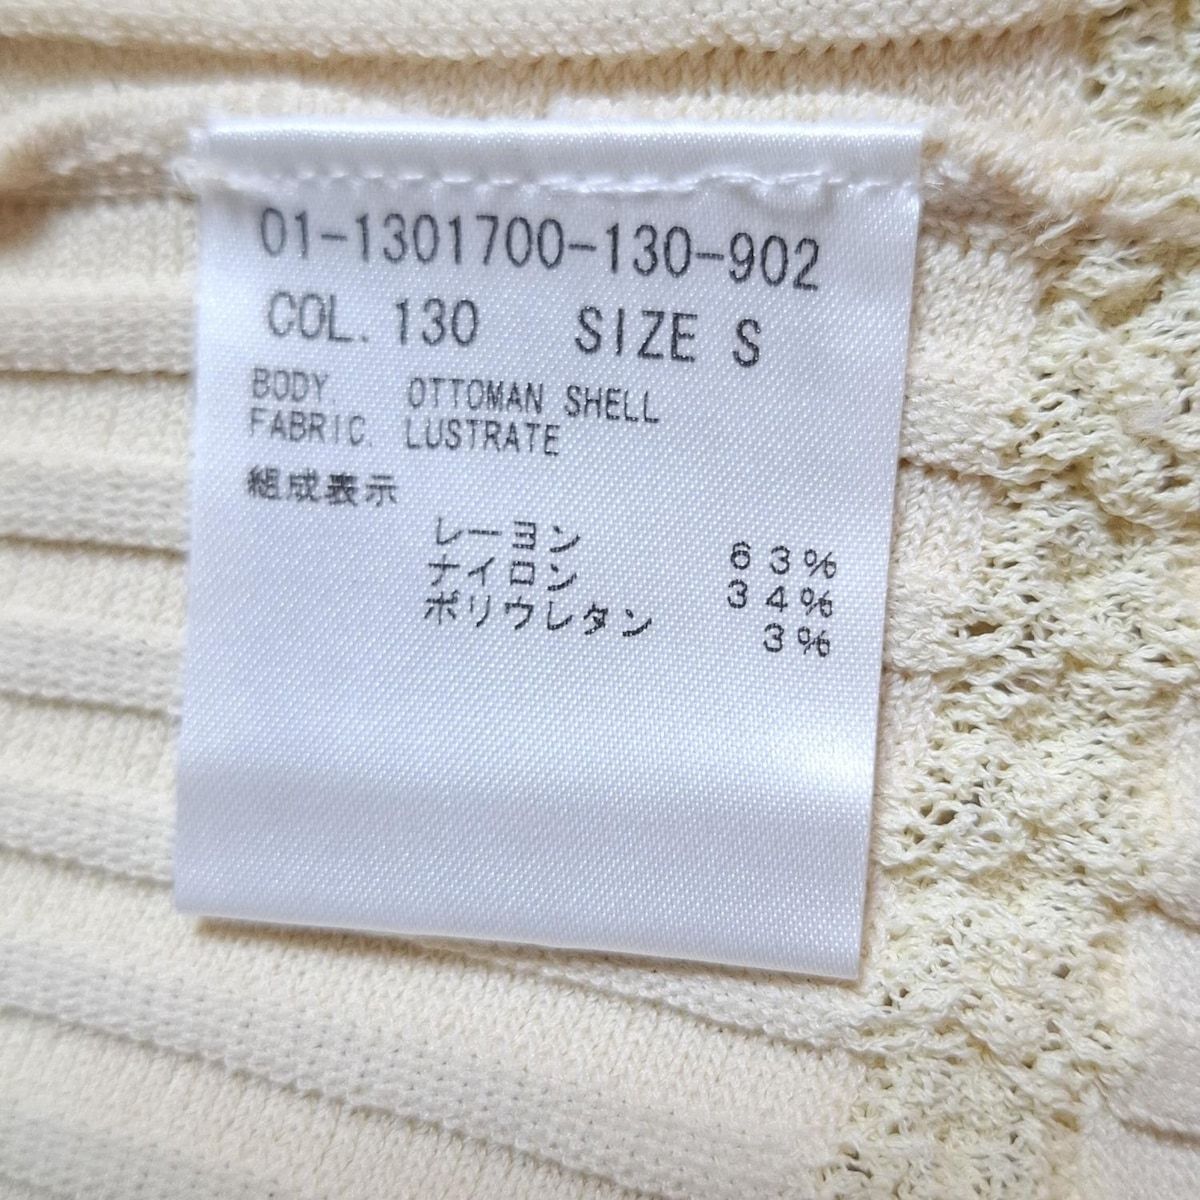 01-1301700-130-902
COL. 130 SIZE S
BODY. OTTOMAN SHELL
FABRIC. LUSTRATE
組成表示
レーヨン 63%
ナイロン 34%
ポリウレタン 3%